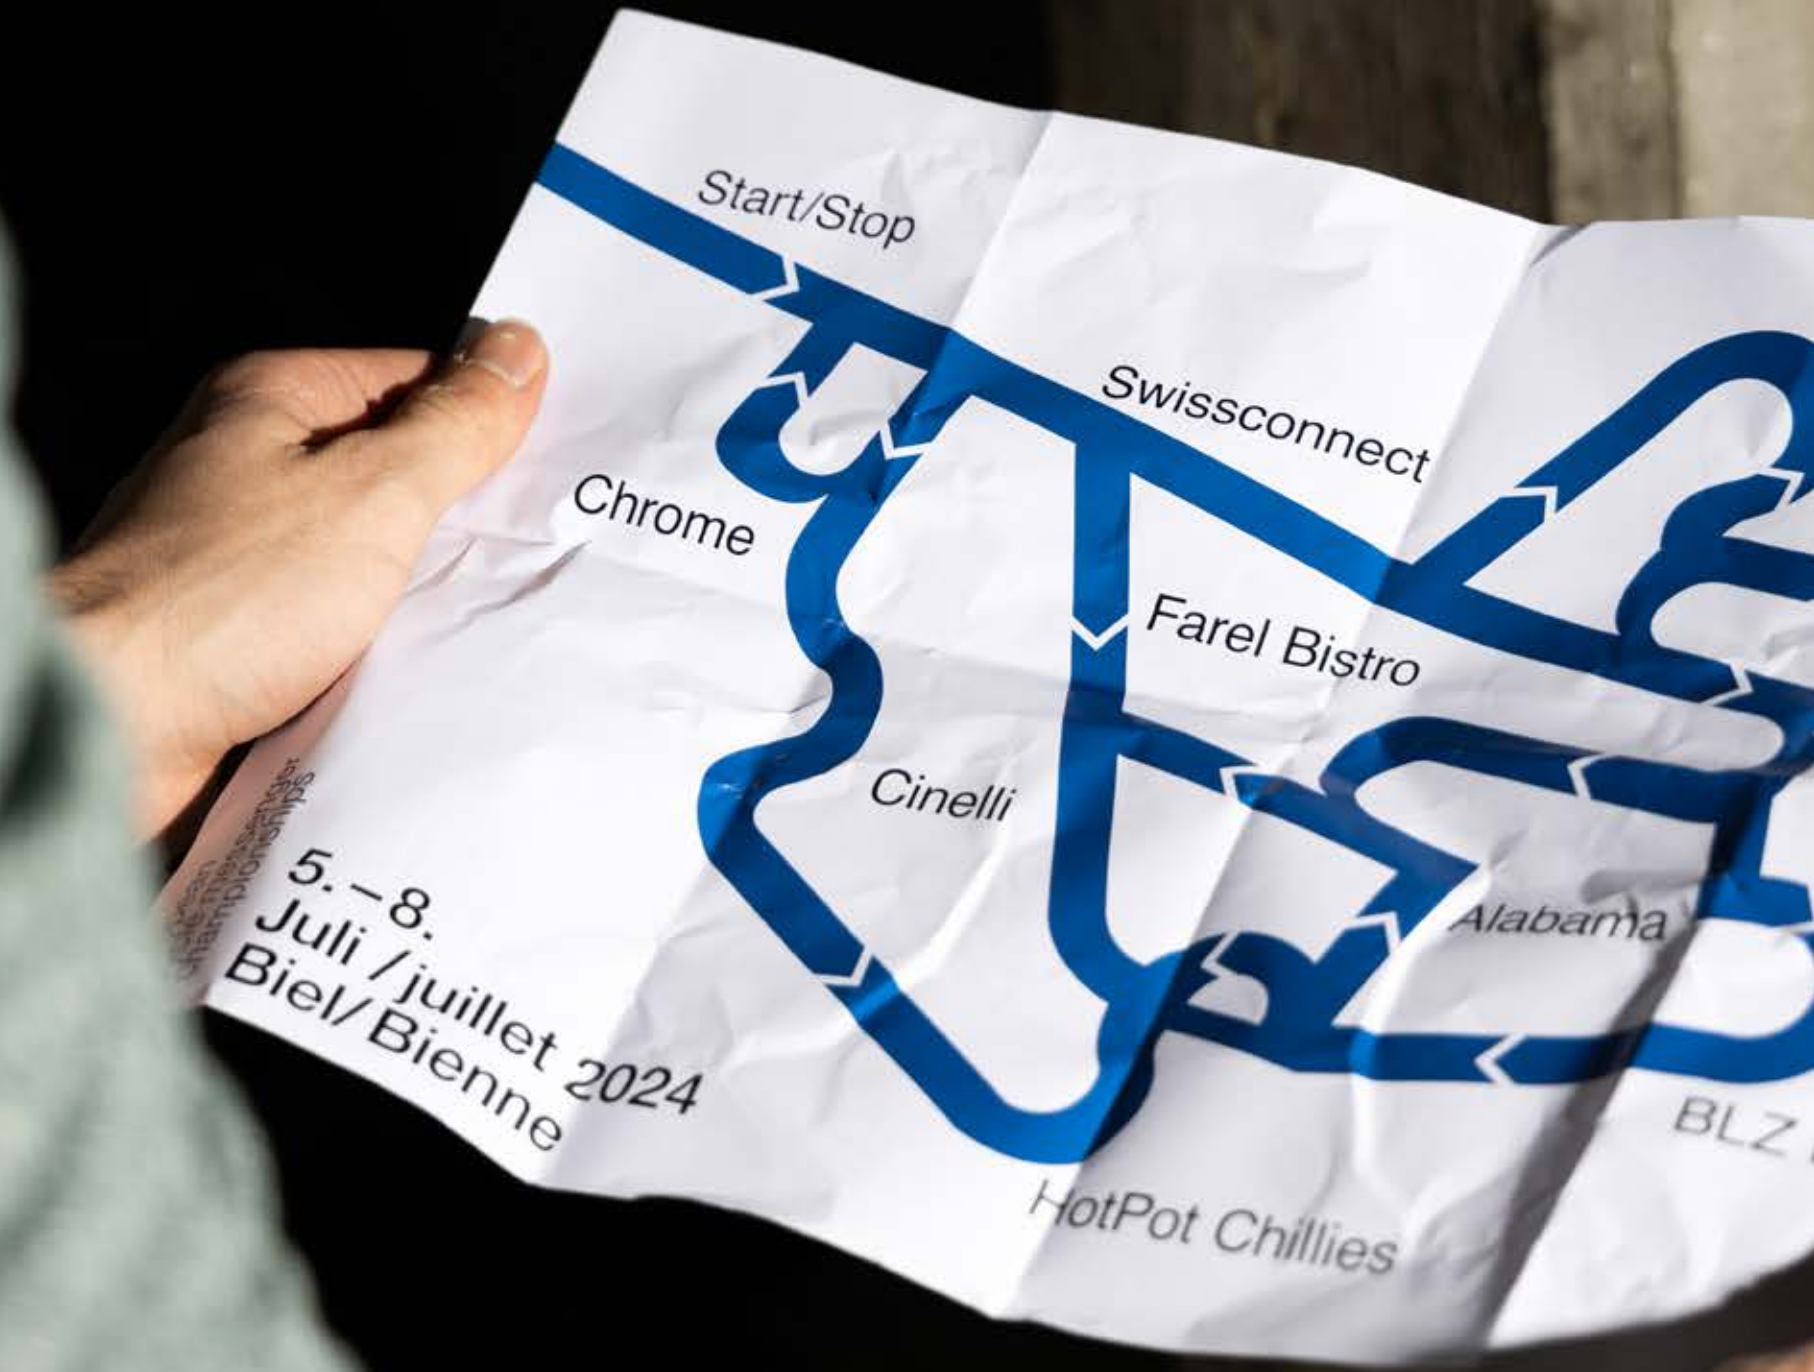 Start/Stop
Swissconnect
Chrome
Farel Bistro
Cinelli
Alabama
5.–8.
Juli / juillet 2024
Biel/Bienne
BLZ
HotPot Chillies